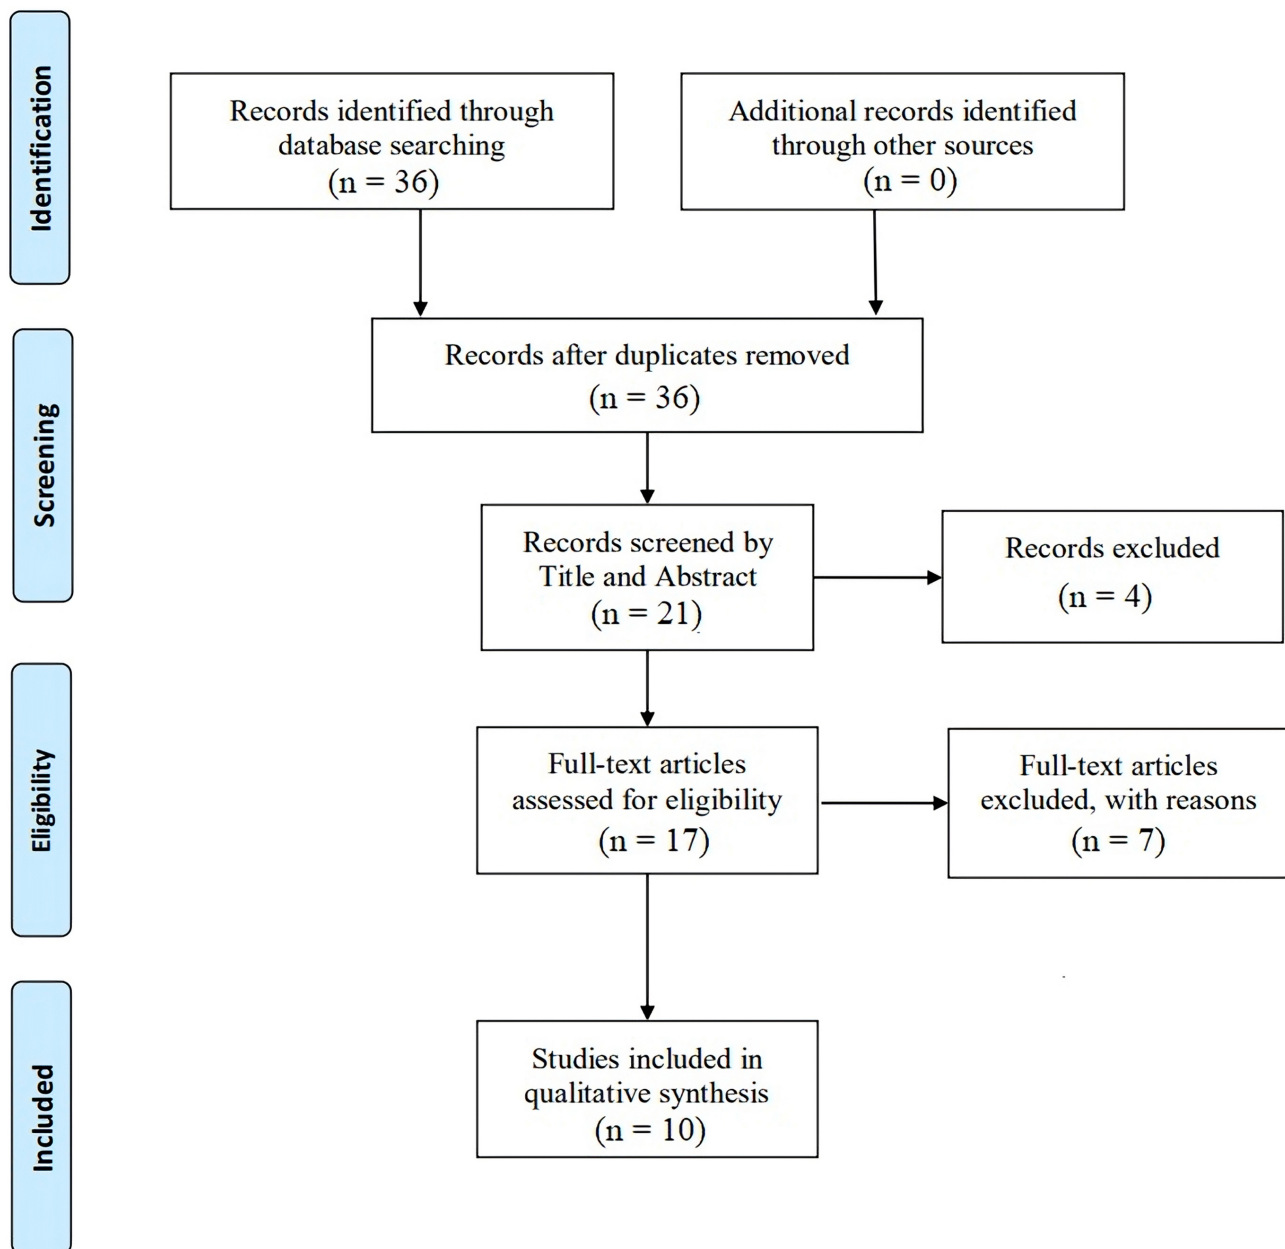 Identification
Records identified through
database searching
(n = 36)
Additional records identified
through other sources
(n = 0)
Screening
Records after duplicates removed
(n = 36)
Records screened by
Title and Abstract
(n = 21)
Records excluded
(n = 4)
Eligibility
Full-text articles
assessed for eligibility
(n = 17)
Full-text articles
excluded, with reasons
(n = 7)
Included
Studies included in
qualitative synthesis
(n = 10)